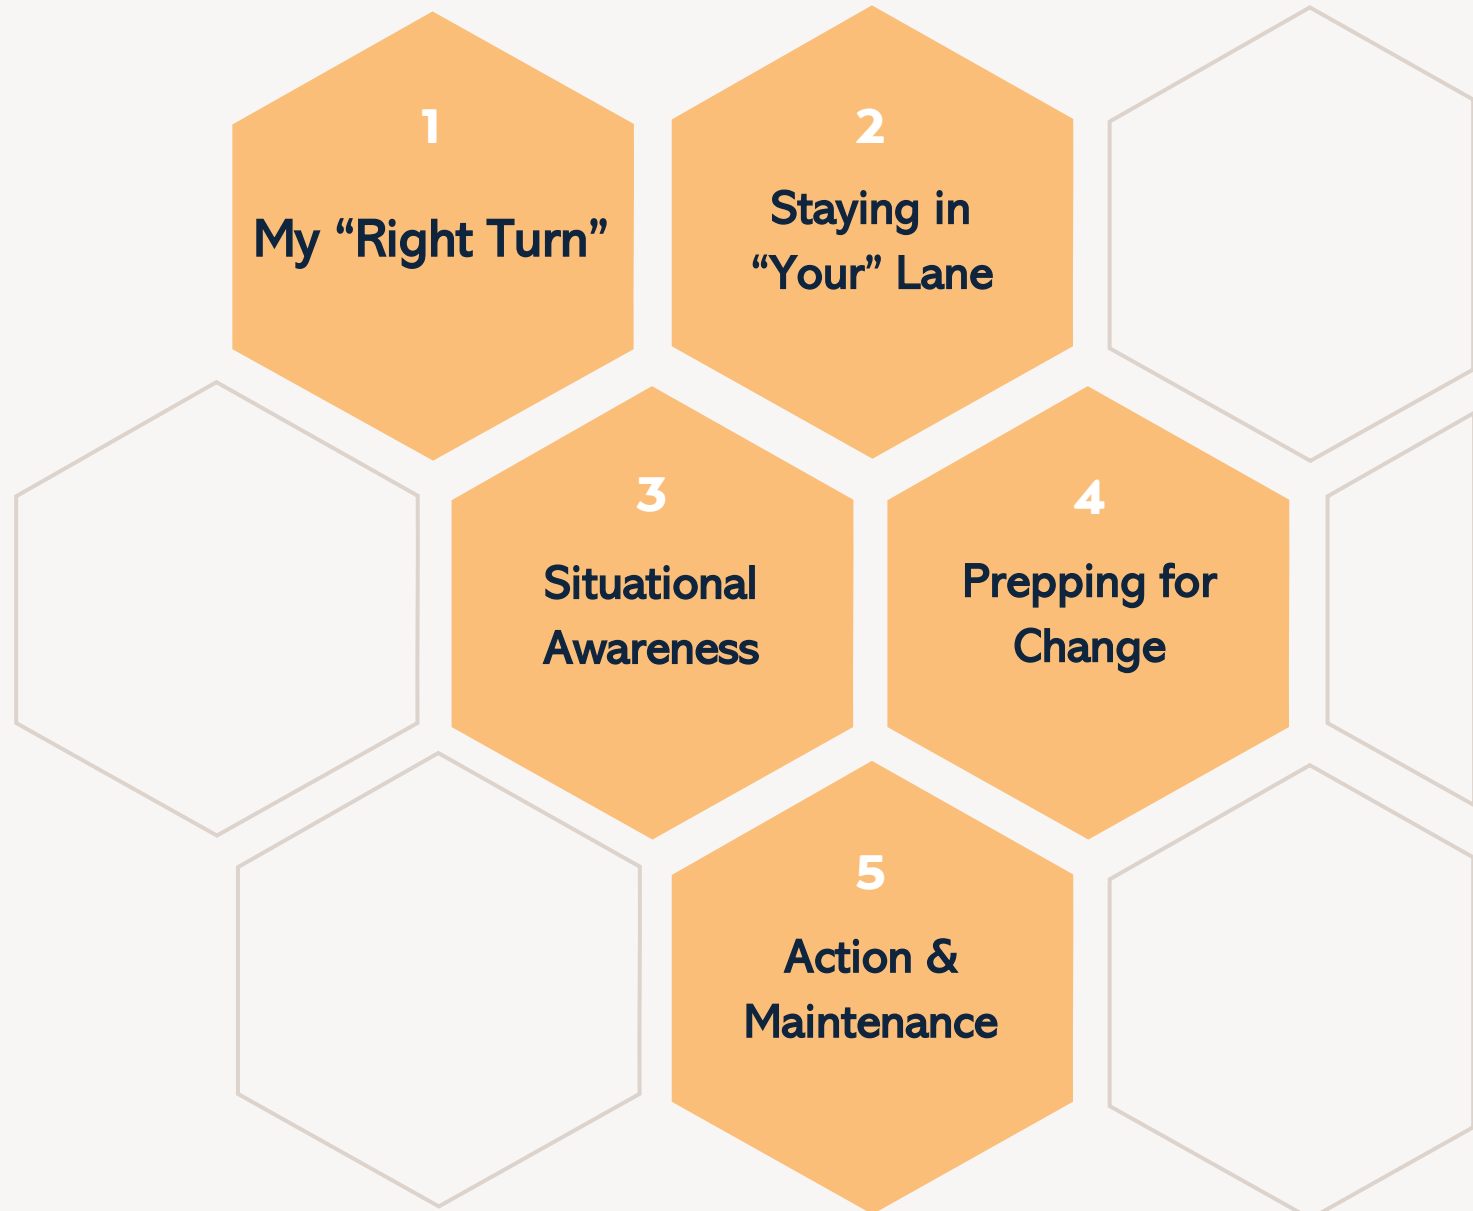 1
My “Right Turn”
2
Staying in
“Your” Lane
3
Situational
Awareness
4
Prepping for
Change
5
Action &
Maintenance